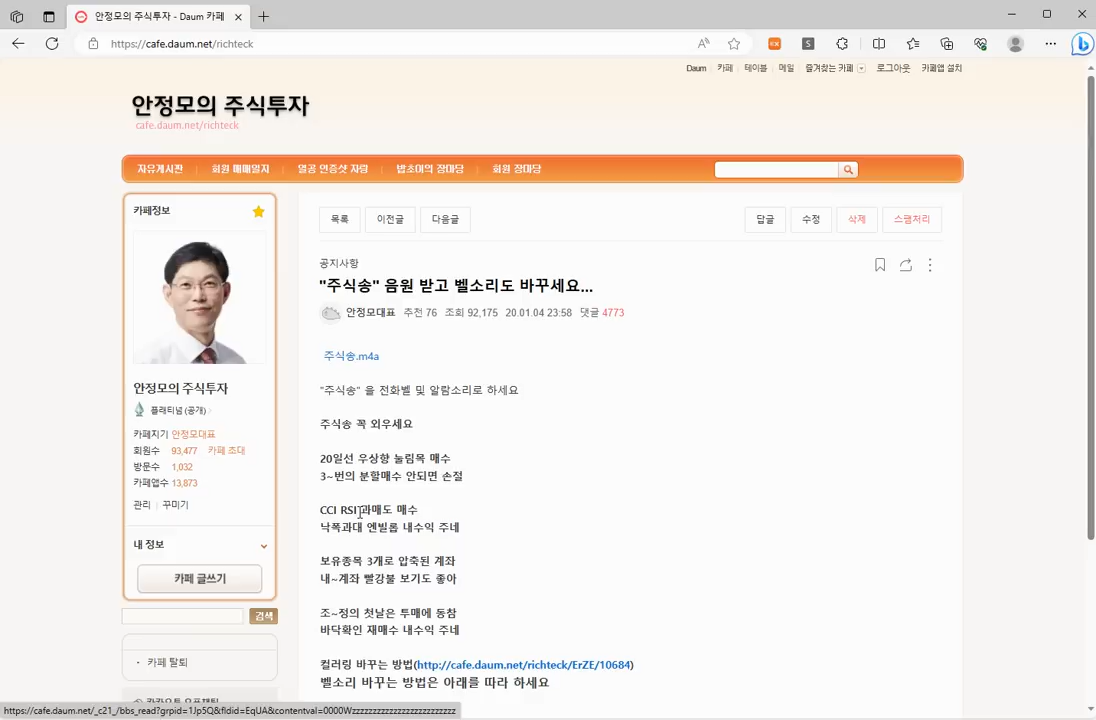 안정모의 주식투자 - Daum 카페
https://cafe.daum.net/richteck
Daum 카페 테이블 메일 즐겨찾는 카페 로그아웃 카페앱 설치
안정모의 주식투자
cafe.daum.net/richteck
자유게시판 회원 매매일지 열공 인증샷 자랑 밥초이의 장마당 회원 장마당
카페정보
안정모의 주식투자
플래티넘 (공개)
카페지기 안정모대표
회원수 93,477 카페 초대
방문수 1,032
카페앱수 13,873
관리 꾸미기
내 정보
카페 글쓰기
검색
카페 탈퇴
목록 이전글 다음글 답글 수정 삭제 스팸처리
공지사항
"주식송" 음원 받고 벨소리도 바꾸세요...
안정모대표 추천 76 조회 92,175 20.01.04 23:58 댓글 4773
주식송.m4a
"주식송" 을 전화벨 및 알람소리로 하세요
주식송 꼭 외우세요
20일선 우상향 눌림목 매수
3~번의 분할매수 안되면 손절
CCI RSI 과매도 매수
낙폭과대 엔빌롭 내수익 주네
보유종목 3개로 압축된 계좌
내~계좌 빨강불 보기도 좋아
조~정의 첫날은 투매에 동참
바닥확인 재매수 내수익 주네
컬러링 바꾸는 방법(http://cafe.daum.net/richteck/ErZE/10684)
벨소리 바꾸는 방법은 아래를 따라 하세요